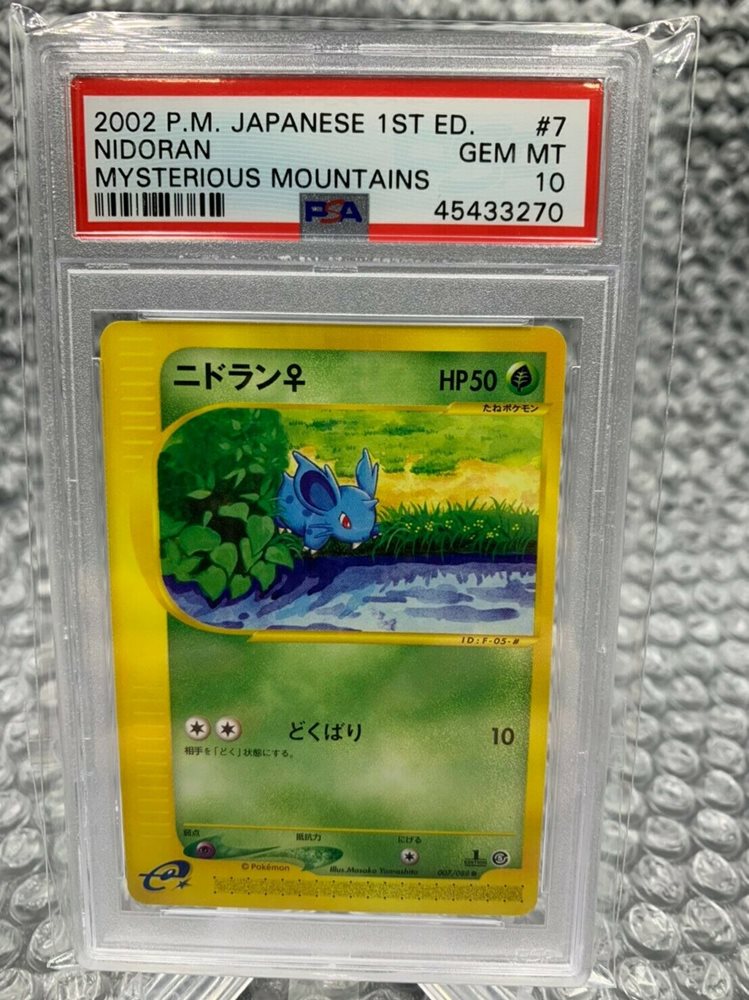 2002 P.M. JAPANESE 1ST ED. #7
NIDORAN GEM MT
MYSTERIOUS MOUNTAINS 10
PSA 45433270
ニドラン♀ HP50
たねポケモン
ID:F-05-#
どくばり 10
相手を「どく」状態にする。
弱点 抵抗力 にげる
1 EDITION
©Pokémon Illus.Masako Yamashita 007/088 ●
e